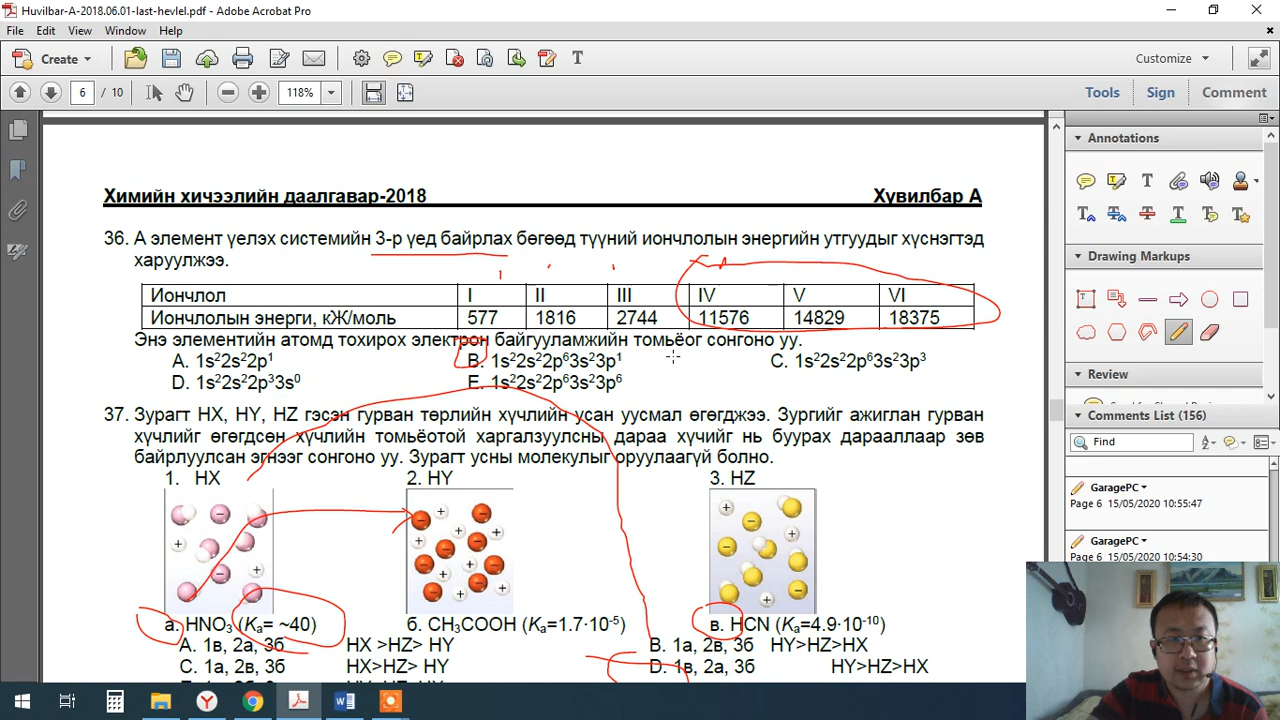 Huvilbar-A-2018.06.01-last-hevlel.pdf - Adobe Acrobat Pro
File Edit View Window Help
Create
Customize
6 / 10
118%
Tools Sign Comment
Химийн хичээлийн даалгавар-2018 Хувилбар А
36. А элемент үелэх системийн 3-р үед байрлах бөгөөд түүний иончлолын энергийн утгуудыг хүснэгтэд
харуулжээ.
Иончлол I II III IV V VI
Иончлолын энерги, кЖ/моль 577 1816 2744 11576 14829 18375
Энэ элементийн атомд тохирох электрон байгууламжийн томьёог сонгоно уу.
A. 1s²2s²2p¹ B. 1s²2s²2p⁶3s²3p¹ C. 1s²2s²2p⁶3s²3p³
D. 1s²2s²2p³3s⁰ E. 1s²2s²2p⁶3s²3p⁶
37. Зурагт HX, HY, HZ гэсэн гурван төрлийн хүчлийн усан уусмал өгөгджээ. Зургийг ажиглан гурван
хүчлийг өгөгдсөн хүчлийн томьёотой харгалзуулсны дараа хүчийг нь буурах дарааллаар зөв
байрлуулсан эгнээг сонгоно уу. Зурагт усны молекулыг оруулаагүй болно.
1. HX 2. HY 3. HZ
а. HNO₃ (Kₐ= ~40) б. CH₃COOH (Kₐ=1.7·10⁻⁵) в. HCN (Kₐ=4.9·10⁻¹⁰)
A. 1в, 2а, 3б HX >HZ> HY B. 1а, 2в, 3б HY>HZ>HX
C. 1а, 2в, 3б HX>HZ> HY D. 1в, 2а, 3б HY>HZ>HX
Annotations
Drawing Markups
Review
Comments List (156)
Find
GaragePC
Page 6 15/05/2020 10:55:47
GaragePC
Page 6 15/05/2020 10:54:30